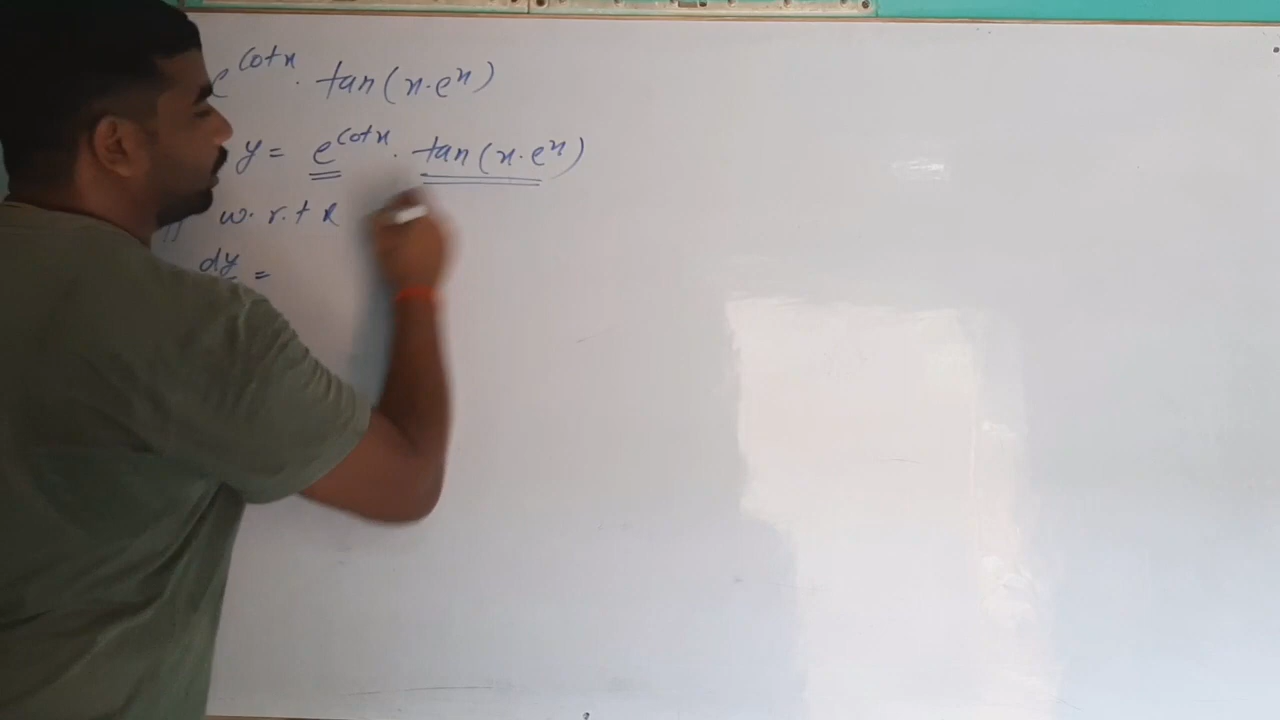 e^cotx . tan(x.e^x)
y = e^cotx . tan(x.e^x)
w.r.t x
dy =